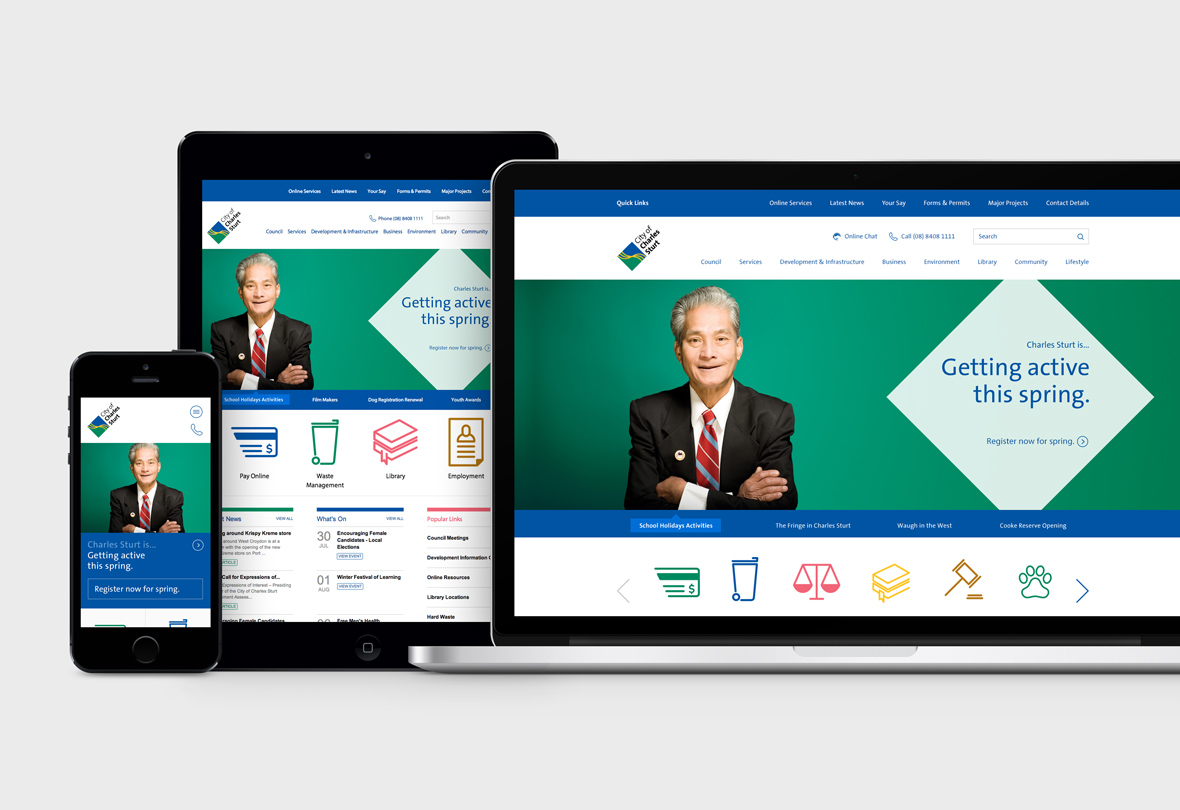 City of
Charles
Sturt
Charles Sturt is...
Getting active
this spring.
Register now for spring.
Online Services Latest News Your Say Forms & Permits Major Projects
City of
Charles
Sturt
Phone (08) 8408 1111
Search
Council Services Development & Infrastructure Business Environment Library Community
Charles Sturt is...
Getting active
this spring
Register now for spring.
School Holidays Activities Film Makers Dog Registration Renewal Youth Awards
Pay Online
Waste
Management
Library
Employment
News VIEW ALL
g around Krispy Kreme store
around West Croydon is at a
with the opening of the new
reme store on Port ...
Call for Expressions of...
Expressions of Interest – Presiding
of the City of Charles Sturt
ment Assess...
What's On VIEW ALL
30
JUL
Encouraging Female
Candidates - Local
Elections
VIEW EVENT
01
AUG
Winter Festival of Learning
VIEW EVENT
Free Men's Health
Popular Links
Council Meetings
Development Information
Online Resources
Library Locations
Hard Waste
Quick Links Online Services Latest News Your Say Forms & Permits Major Projects Contact Details
City of
Charles
Sturt
Online Chat Call (08) 8408 1111 Search
Council Services Development & Infrastructure Business Environment Library Community Lifestyle
Charles Sturt is...
Getting active
this spring.
Register now for spring.
School Holidays Activities The Fringe in Charles Sturt Waugh in the West Cooke Reserve Opening